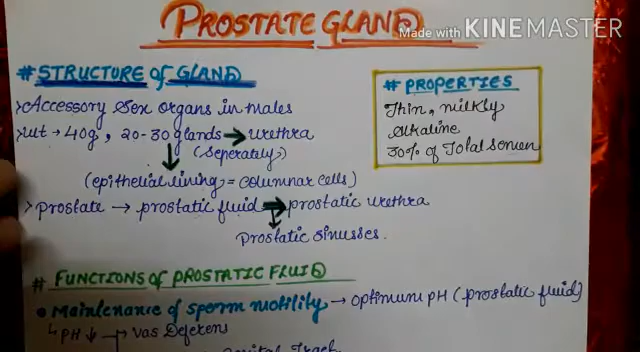 PROSTATE GLAND
Made with KINEMASTER
# STRUCTURE of GLAND
> Accessory Sex organs in males
> wt → 40g, 20-30 glands → urethra
(Seperately)
(epithelial lining = columnar cells)
> Prostate → prostatic fluid → prostatic urethra
Prostatic sinusses.
# PROPERTIES
Thin, milkly
Alkaline
30% of Total Semen
# FUNCTIONS of PROSTATIC FLUID
• Maintenance of sperm motility → optimum pH (prostatic fluid)
PH ↓ → Vas Deferens
Track